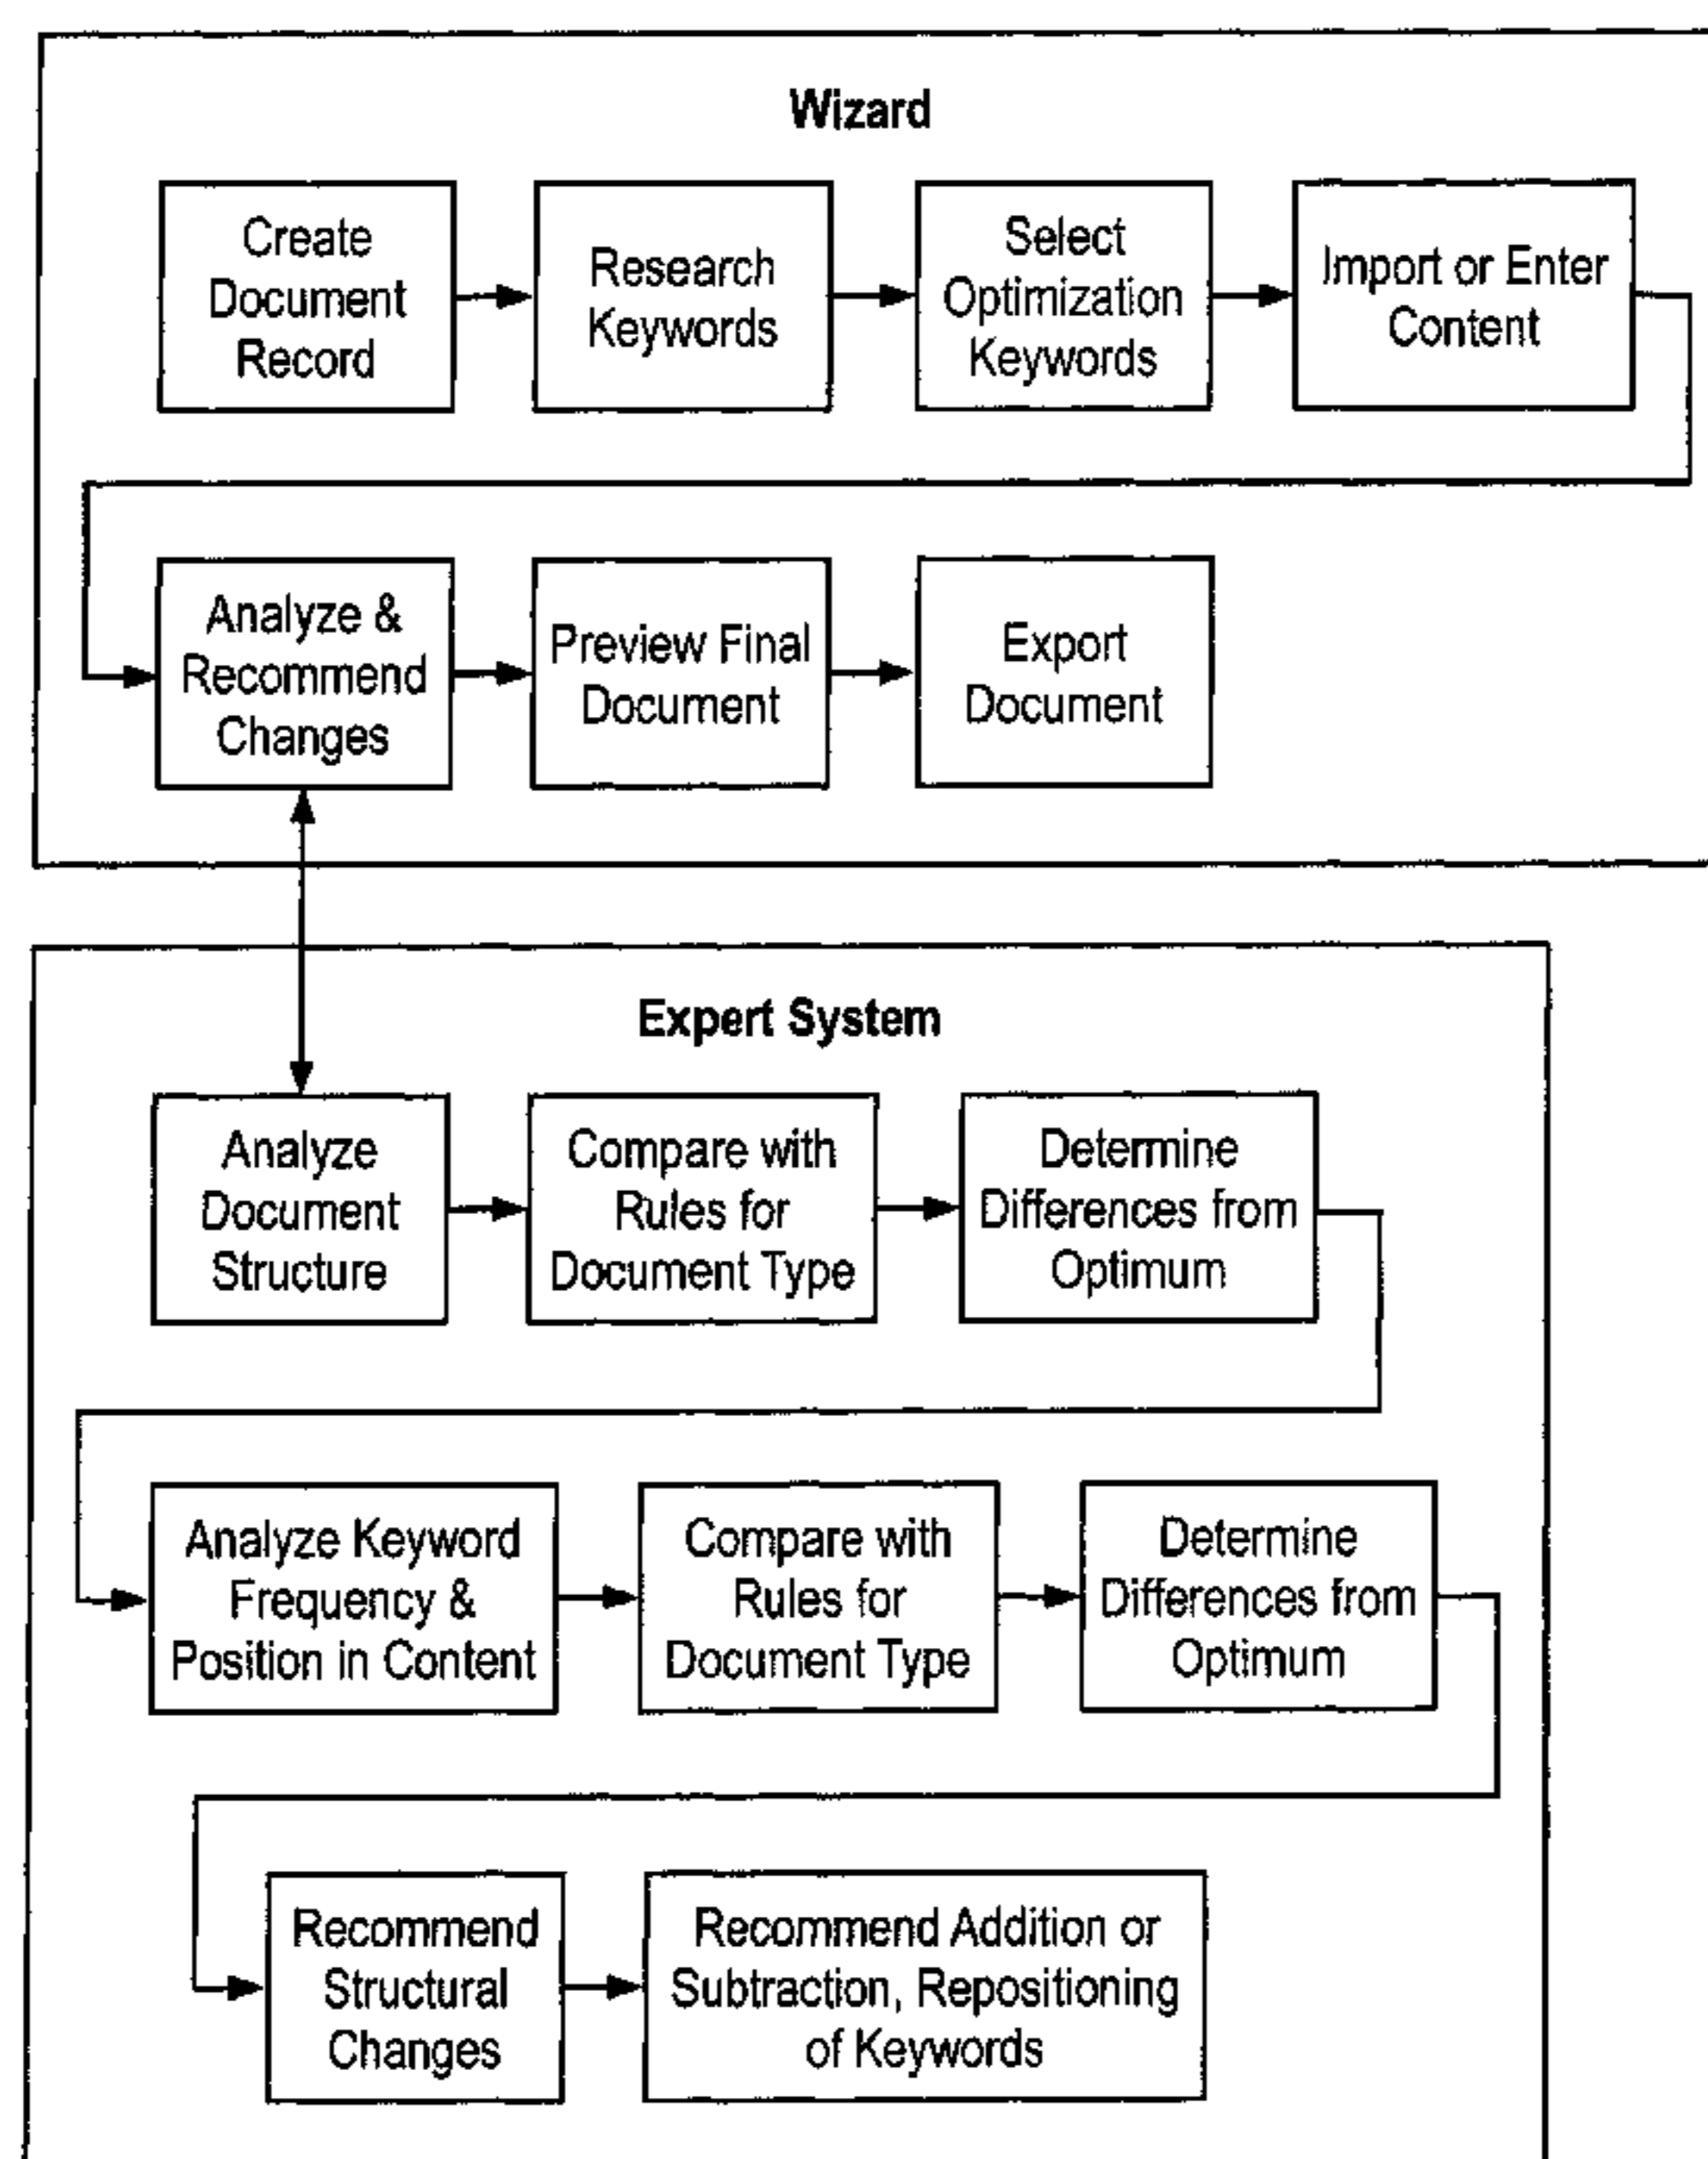 Wizard
Create
Document
Record
Research
Keywords
Select
Optimization
Keywords
Import or Enter
Content
Analyze &
Recommend
Changes
Preview Final
Document
Export
Document
Expert System
Analyze
Document
Structure
Compare with
Rules for
Document Type
Determine
Differences from
Optimum
Analyze Keyword
Frequency &
Position in Content
Compare with
Rules for
Document Type
Determine
Differences from
Optimum
Recommend
Structural
Changes
Recommend Addition or
Subtraction, Repositioning
of Keywords